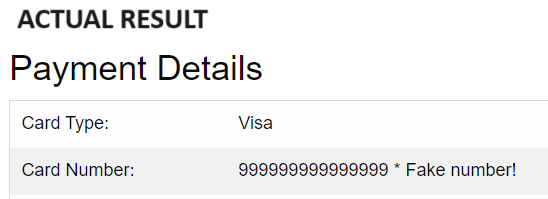 ACTUAL RESULT
Payment Details
Card Type: Visa
Card Number: 999999999999999 * Fake number!